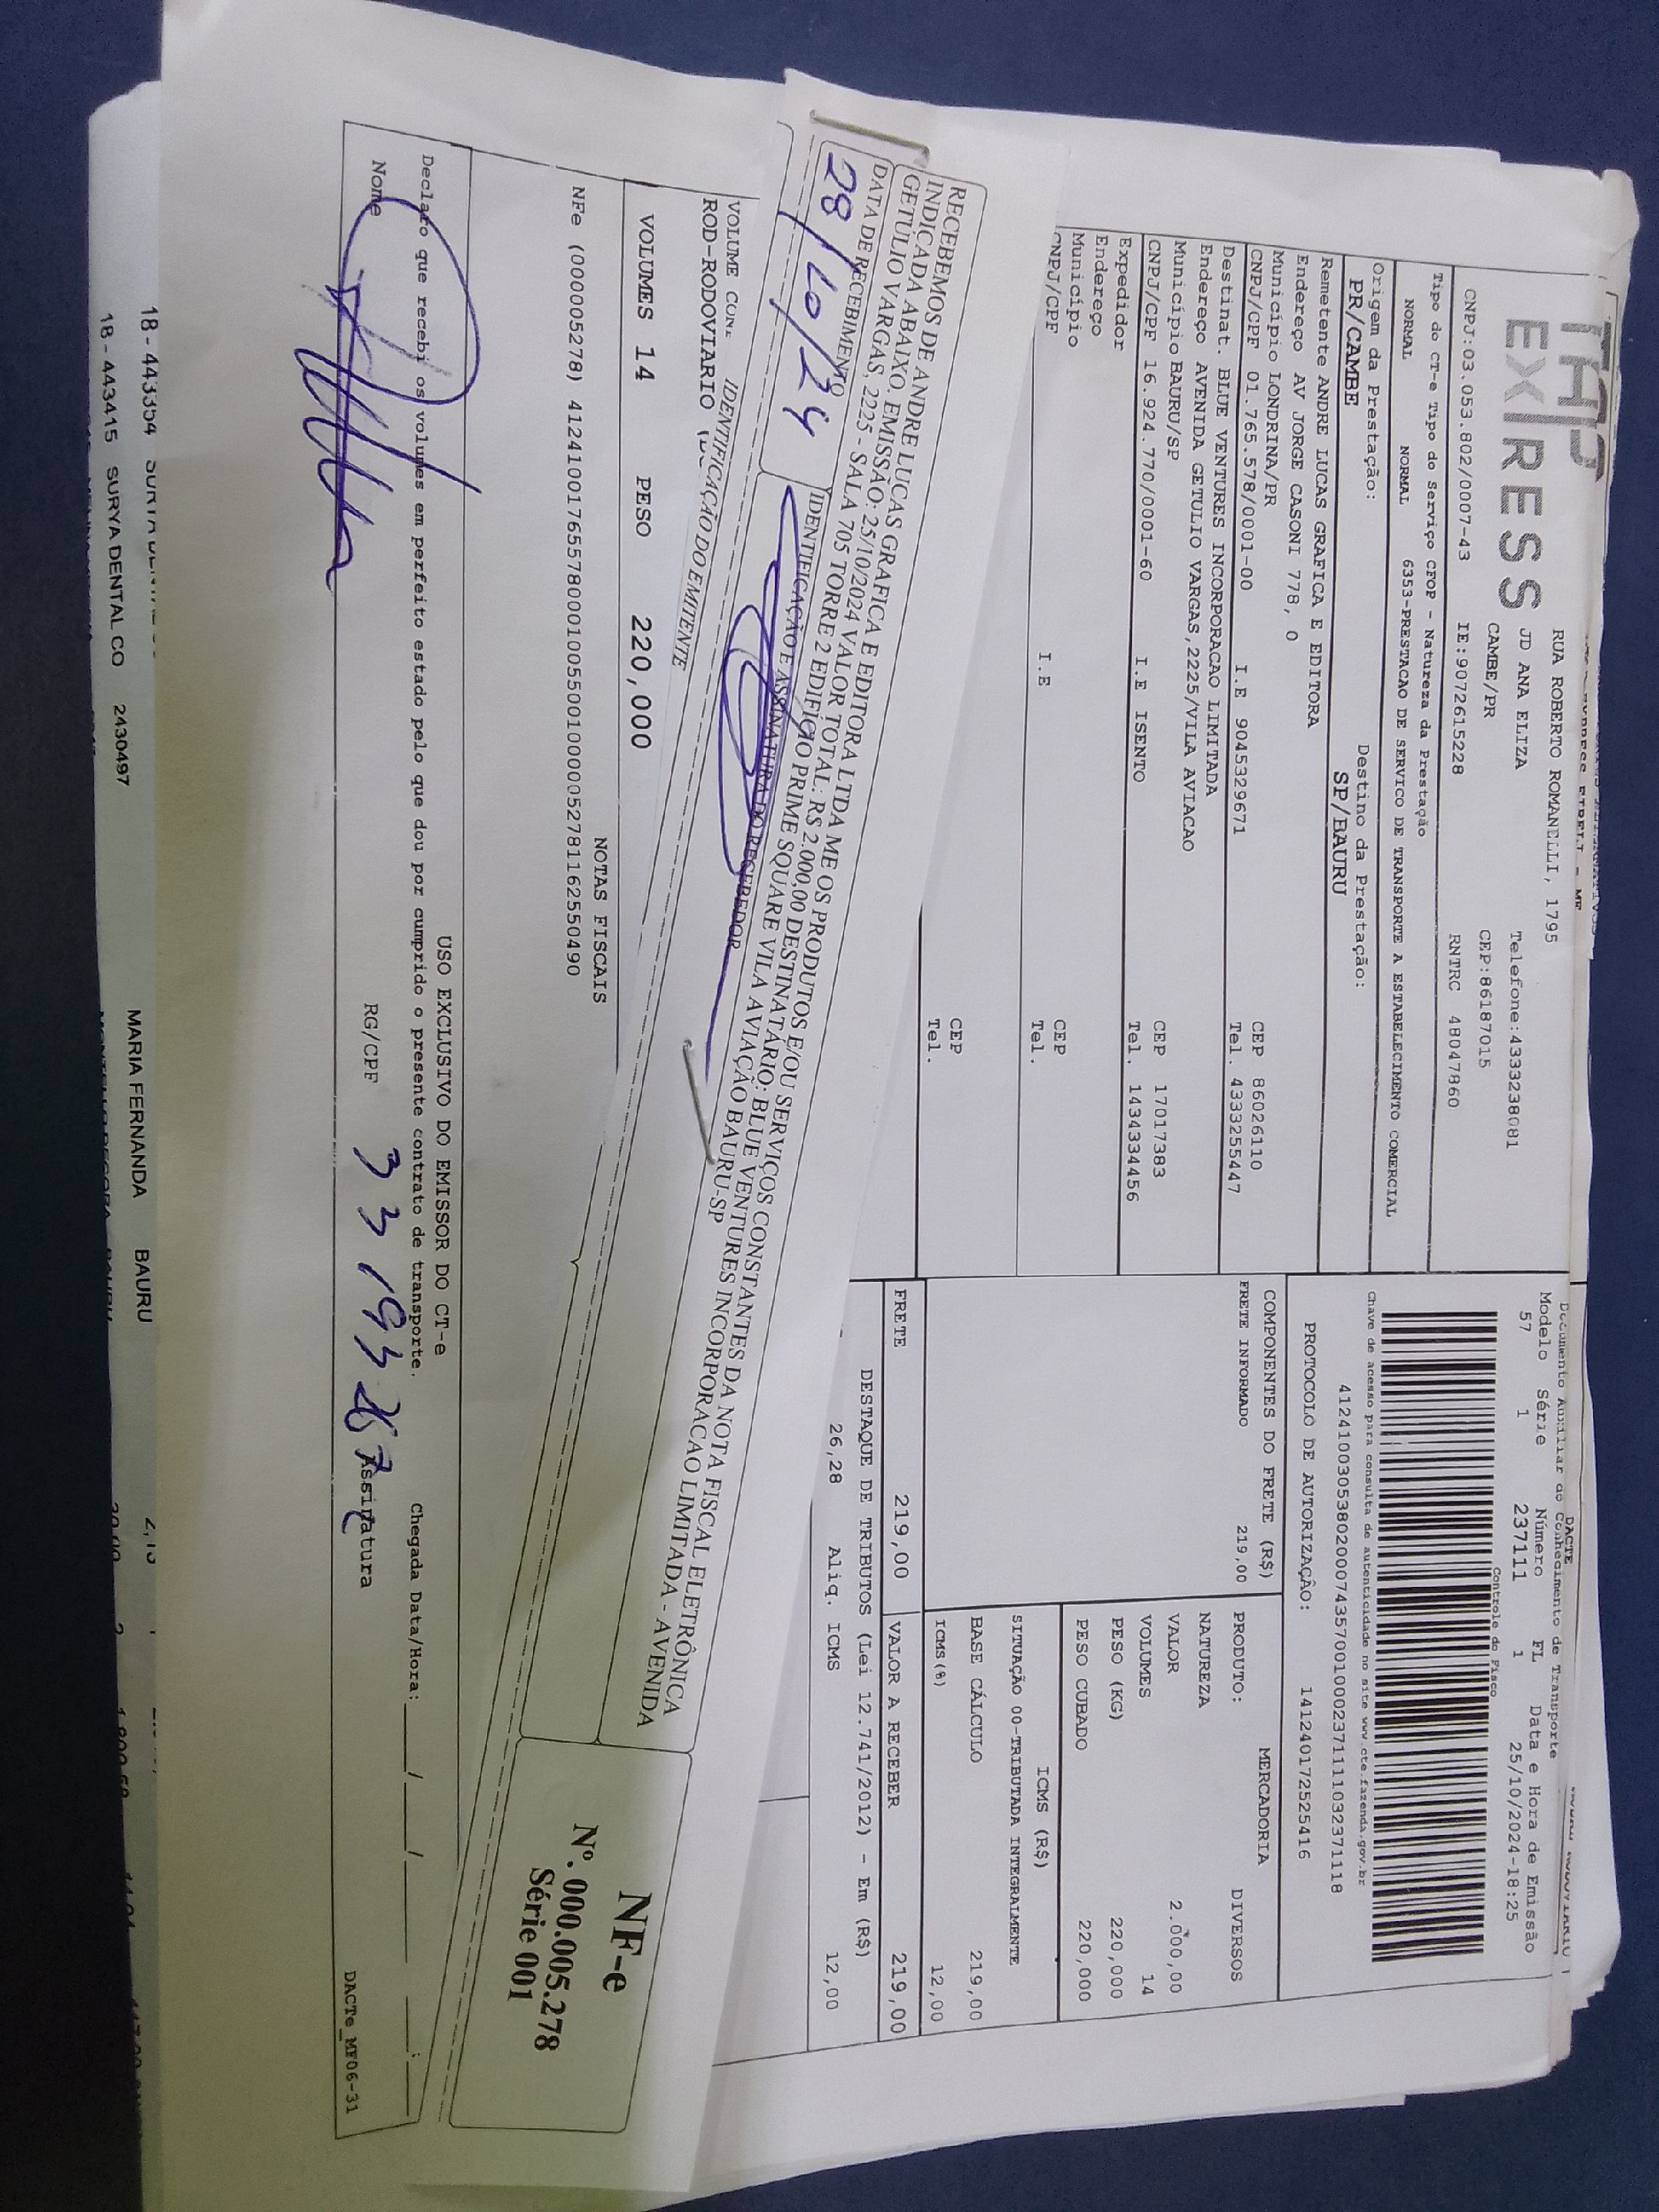 EXPRESS
RUA ROBERTO ROMANELLI, 1795
JD ANA ELIZA
Telefone:4333238081
CAMBE/PR
CEP:86187015
CNPJ:03.053.802/0007-43 IE:9072615228 RNTRC 48047860
DACTE
Documento Auxiliar do Conhecimento de Transporte
Modelo Série Número FL Data e Hora de Emissão
57 1 237111 1 25/10/2024-18:25
Controle do Fisco
Chave de acesso para consulta de autenticidade no site www.cte.fazenda.gov.br
PROTOCOLO DE AUTORIZAÇÃO: 141240172525416
Tipo do CT-e Tipo do Serviço CFOP - Natureza da Prestação
NORMAL NORMAL 6353-PRESTACAO DE SERVICO DE TRANSPORTE A ESTABELECIMENTO COMERCIAL
Origem da Prestação: Destino da Prestação:
PR/CAMBE SP/BAURU
Remetente ANDRE LUCAS GRAFICA E EDITORA
Endereço AV JORGE CASONI 778, 0
Município LONDRINA/PR CEP 86026110
CNPJ/CPF 01.765.578/0001-00 I.E 9045329671 Tel. 4333255447
Destinat. BLUE VENTURES INCORPORACAO LIMITADA
Endereço AVENIDA GETULIO VARGAS,2225/VILA AVIACAO
Município BAURU/SP CEP 17017383
CNPJ/CPF 16.924.770/0001-60 I.E ISENTO Tel. 1434334456
Expedidor
Endereço
Município CEP
CNPJ/CPF I.E Tel.
CEP
Tel.
COMPONENTES DO FRETE (R$)
FRETE INFORMADO 219,00
MERCADORIA
PRODUTO: DIVERSOS
NATUREZA
VALOR 2.000,00
VOLUMES 14
PESO (KG) 220,000
PESO CUBADO 220,000
ICMS (R$)
SITUAÇÃO 00-TRIBUTADA INTEGRALMENTE
BASE CÁLCULO 219,00
ICMS(%) 12,00
FRETE 219,00 VALOR A RECEBER 219,00
DESTAQUE DE TRIBUTOS (Lei 12.741/2012) - Em (R$)
26,28 Aliq. ICMS 12,00
RECEBEMOS DE ANDRE LUCAS GRAFICA E EDITORA LTDA ME OS PRODUTOS E/OU SERVIÇOS CONSTANTES DA NOTA FISCAL ELETRÔNICA
INDICADA ABAIXO. EMISSÃO: 25/10/2024 VALOR TOTAL: R$ 2.000,00 DESTINATÁRIO: BLUE VENTURES INCORPORACAO LIMITADA - AVENIDA
GETULIO VARGAS, 2225 - SALA 705 TORRE 2 EDIFÍCIO PRIME SQUARE VILA AVIAÇÃO BAURU-SP
DATA DE RECEBIMENTO IDENTIFICAÇÃO E ASSINATURA DO RECEBEDOR
28/10/24
NF-e
Nº. 000.005.278
Série 001
IDENTIFICAÇÃO DO EMITENTE
VOLUME
ROD-RODOVIARIO
VOLUMES 14 PESO 220,000
NOTAS FISCAIS
NFe (000005278) 41241001765578000100550010000052781162550490
USO EXCLUSIVO DO EMISSOR DO CT-e
Declaro que recebi os volumes em perfeito estado pelo que dou por cumprido o presente contrato de transporte. Chegada Data/Hora: / / :
Nome RG/CPF Assinatura
DACTe_MF06-31
18 - 443354
MARIA FERNANDA BAURU
18 - 443415 SURYA DENTAL CO 2430497